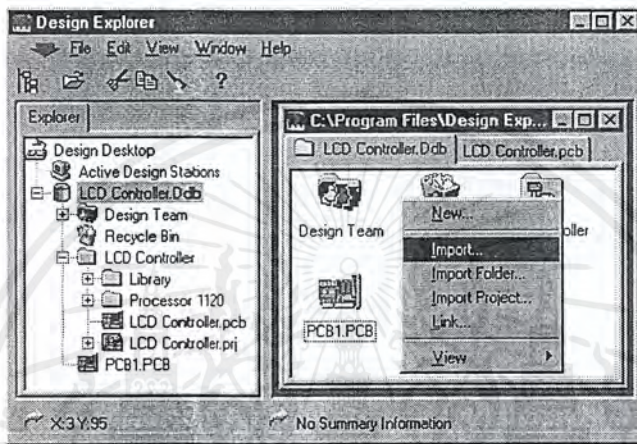 Design Explorer
File Edit View Window Help
?
Explorer
Design Desktop
Active Design Stations
LCD Controller.Ddb
Design Team
Recycle Bin
LCD Controller
Library
Processor 1120
LCD Controller.pcb
LCD Controller.prj
PCB1.PCB
C:\Program Files\Design Exp...
LCD Controller.Ddb LCD Controller.pcb
Design Team
oller
PCB1.PCB
New...
Import...
Import Folder...
Import Project...
Link...
View
X:3 Y:95
No Summary Information